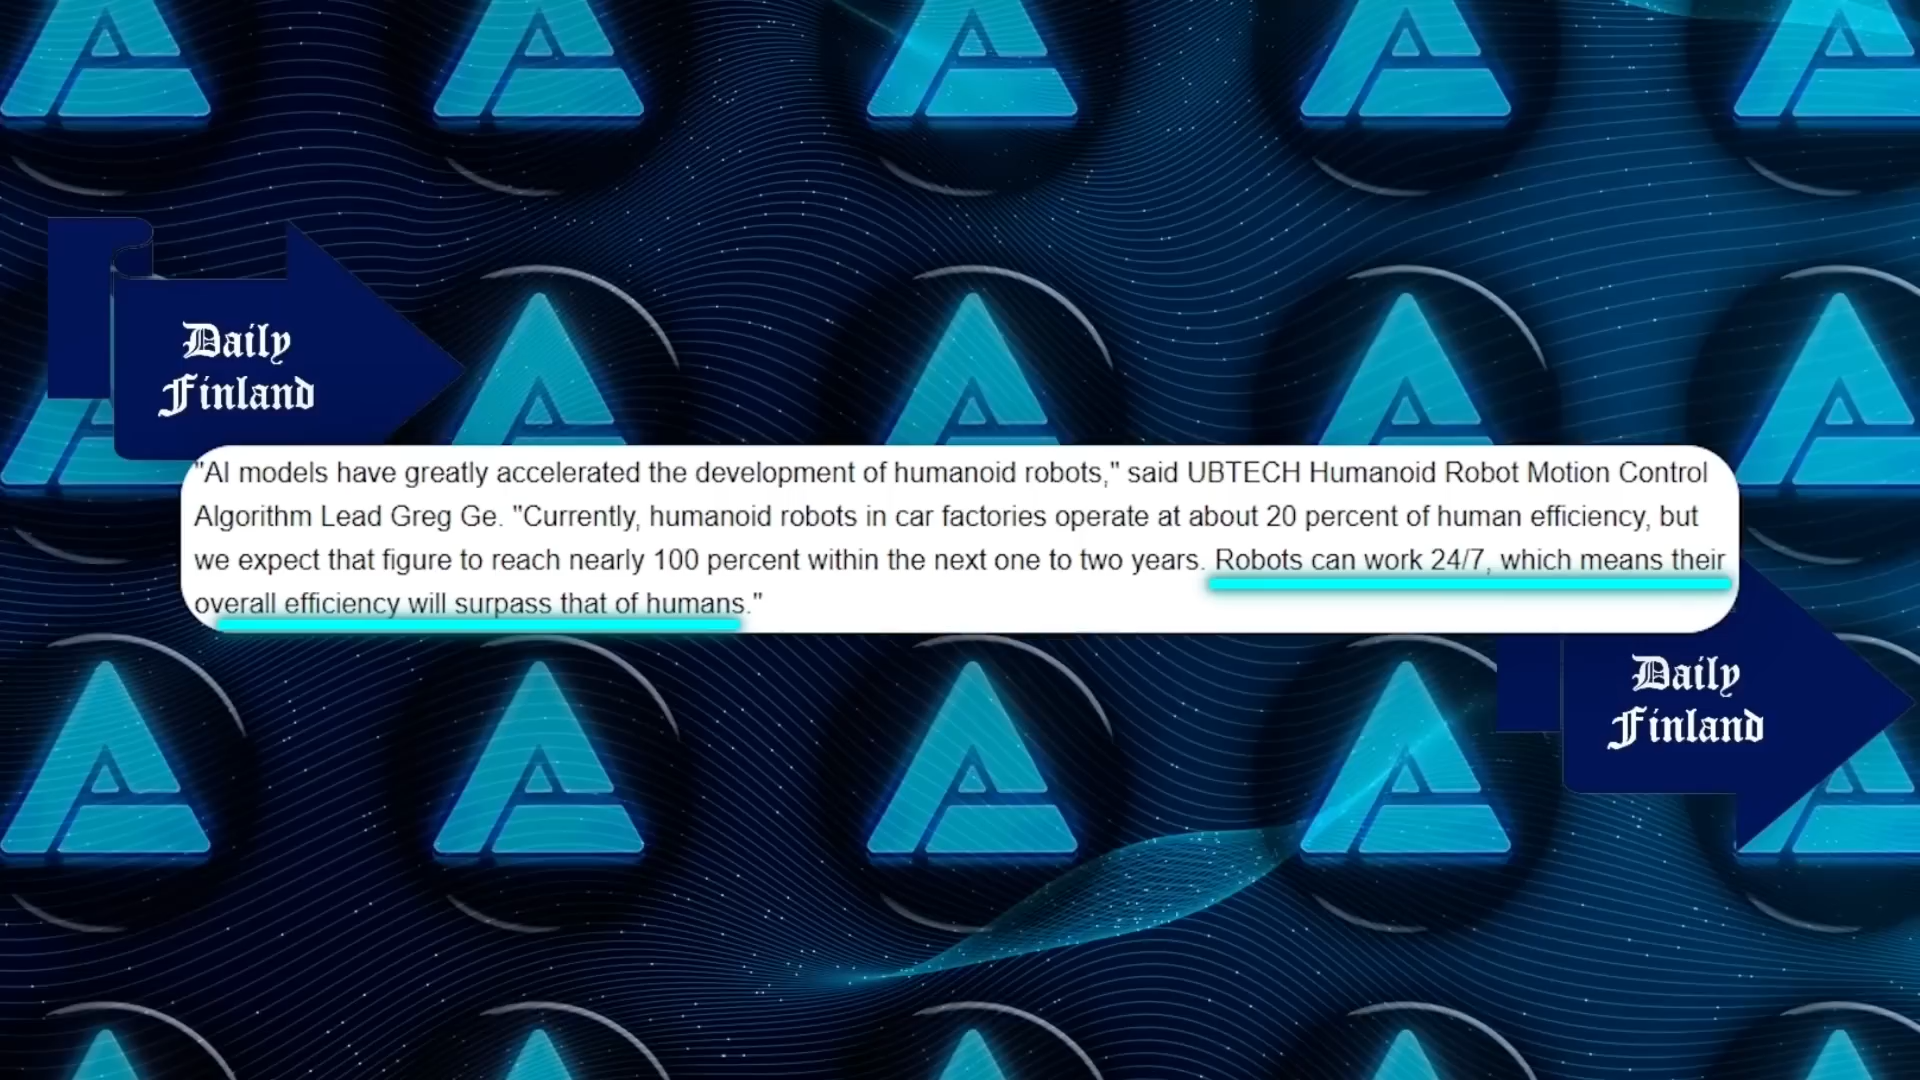 Daily
Finland
"AI models have greatly accelerated the development of humanoid robots," said UBTECH Humanoid Robot Motion Control
Algorithm Lead Greg Ge. "Currently, humanoid robots in car factories operate at about 20 percent of human efficiency, but
we expect that figure to reach nearly 100 percent within the next one to two years. Robots can work 24/7, which means their
overall efficiency will surpass that of humans."
Daily
Finland